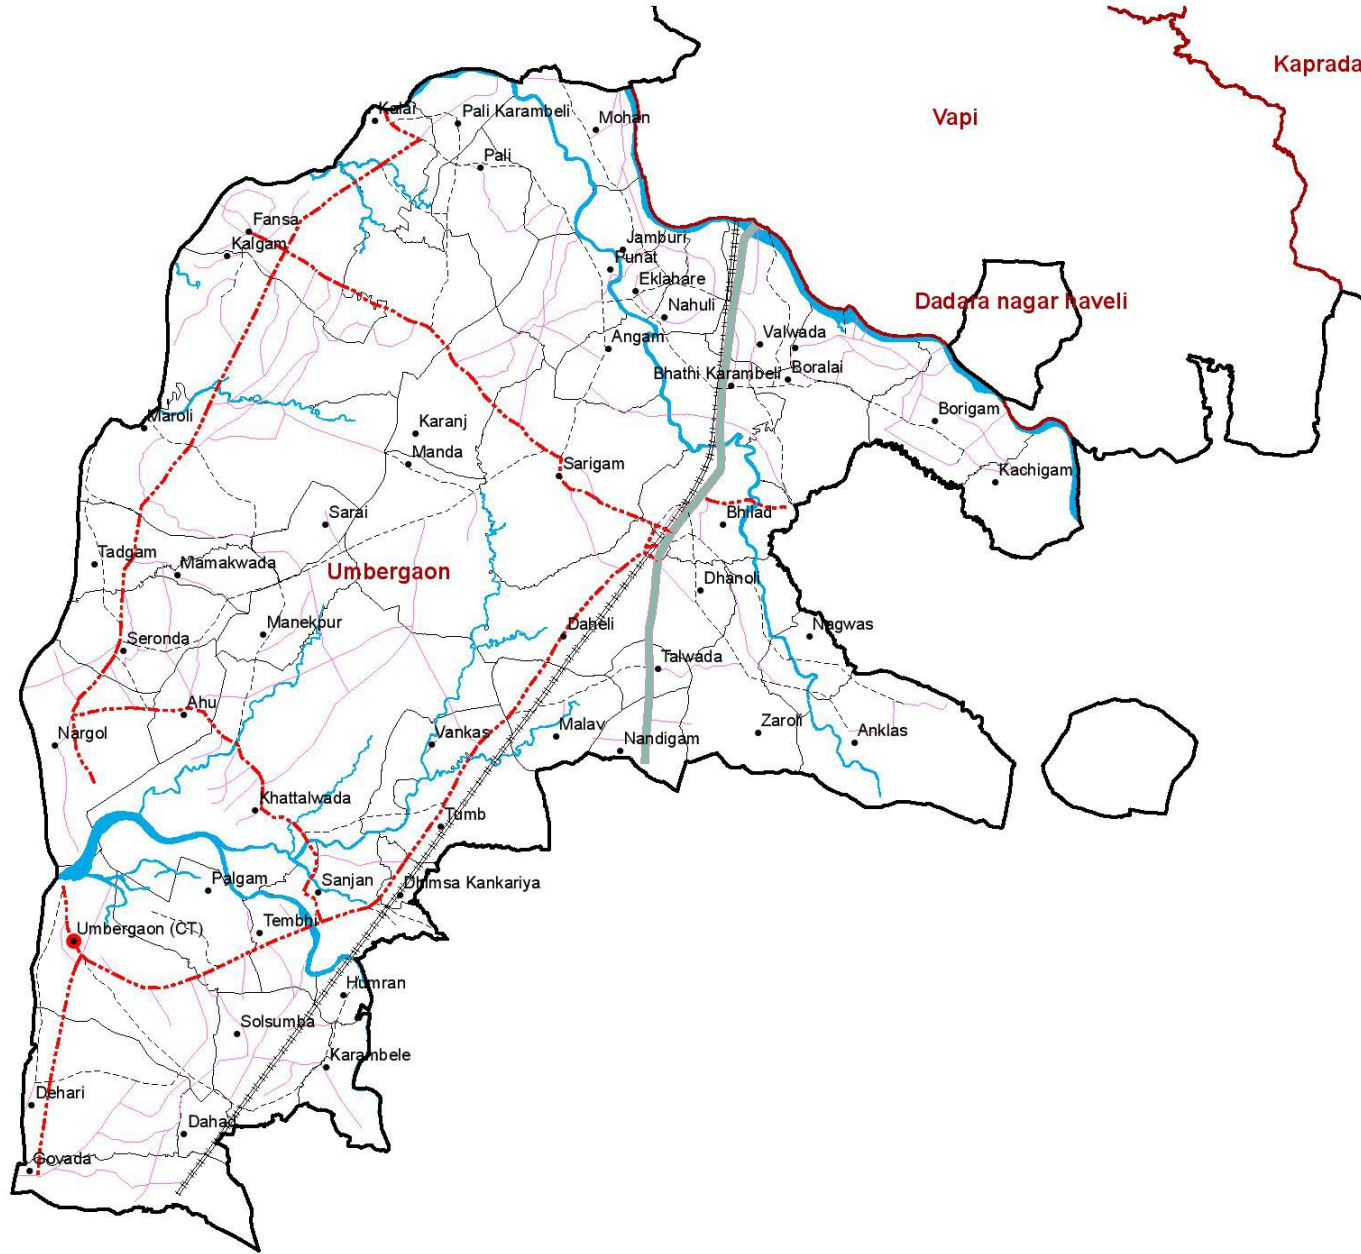 Kaprada
Vapi
Kalai
Pali Karambeli
Mohan
Pali
Fansa
Kalgam
Jamburi
Punat
Eklahare
Nahuli
Dadara nagar haveli
Angam
Valwada
Bhathi Karambeli
Boralai
Maroli
Karanj
Borigam
Manda
Sarigam
Kachigam
Sarai
Bhilad
Tadgam
Mamakwada
Umbergaon
Dhanoli
Manekpur
Seronda
Daheli
Nagwas
Talwada
Ahu
Nargol
Vankas
Malav
Nandigam
Zaroli
Anklas
Khattalwada
Tumb
Palgam
Sanjan
Dhimsa Kankariya
Umbergaon (CT)
Tembhi
Humran
Solsumba
Karambele
Dehari
Dahad
Govada